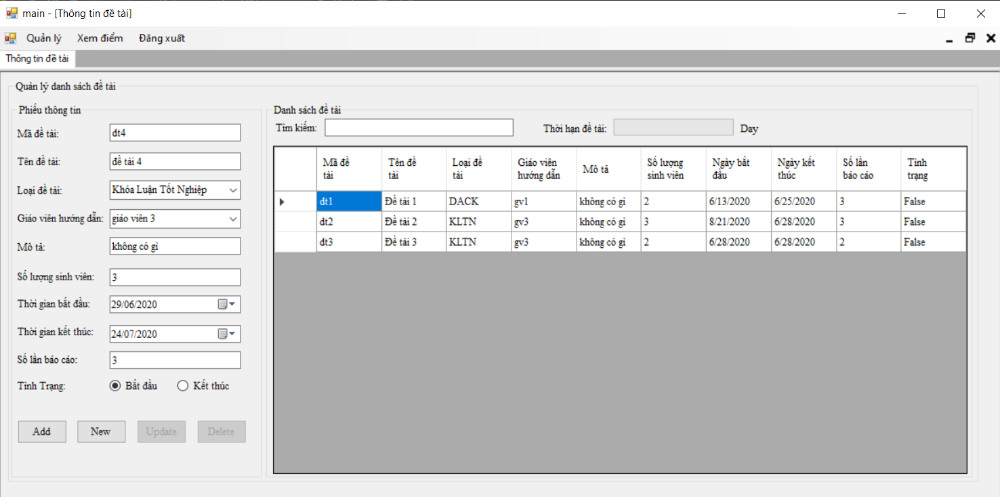 main - [Thông tin đề tài]
Quản lý Xem điểm Đăng xuất
Thông tin đề tài
Quản lý danh sách đề tài
Phiếu thông tin
Mã đề tài: dt4
Tên đề tài: đề tài 4
Loại đề tài: Khóa Luận Tốt Nghiệp
Giáo viên hướng dẫn: giáo viên 3
Mô tả: không có gì
Số lượng sinh viên: 3
Thời gian bắt đầu: 29/06/2020
Thời gian kết thúc: 24/07/2020
Số lần báo cáo: 3
Tình Trạng: Bắt đầu Kết thúc
Add New Update Delete
Danh sách đề tài
Tìm kiếm: Thời hạn đề tài: Day
Mã đề tài Tên đề tài Loại đề tài Giáo viên hướng dẫn Mô tả Số lượng sinh viên Ngày bắt đầu Ngày kết thúc Số lần báo cáo Tình trạng
dt1 Đề tài 1 DACK gv1 không có gì 2 6/13/2020 6/25/2020 3 False
dt2 Đề tài 2 KLTN gv3 không có gì 3 8/21/2020 6/28/2020 3 False
dt3 Đề tài 3 KLTN gv3 không có gì 2 6/28/2020 6/28/2020 2 False